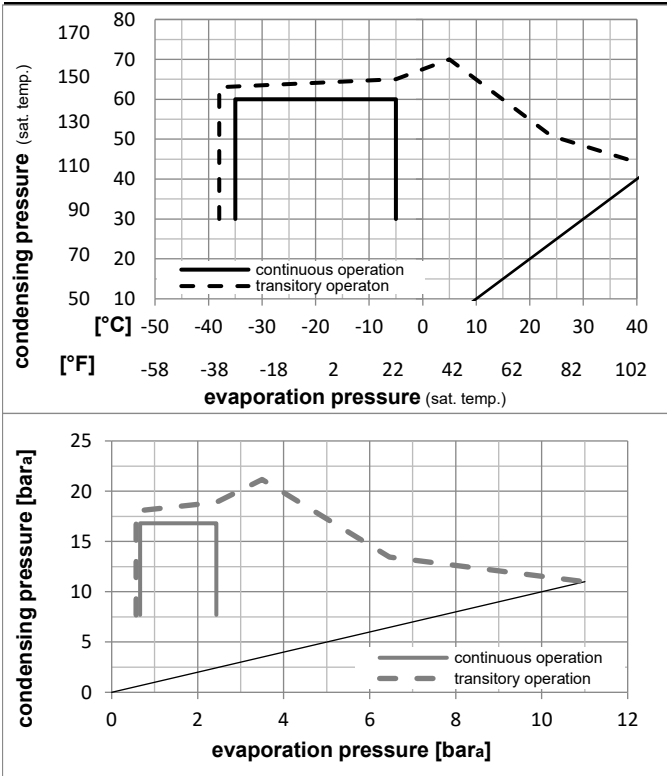 condensing pressure (sat. temp.)
170 80
150 70
60
130 50
110 40
90 30
70 20
50 10
continuous operation
transitory operaton
[°C] -50 -40 -30 -20 -10 0 10 20 30 40
[°F] -58 -38 -18 2 22 42 62 82 102
evaporation pressure (sat. temp.)
condensing pressure [bara]
25
20
15
10
5
0
continuous operation
transitory operation
0 2 4 6 8 10 12
evaporation pressure [bara]